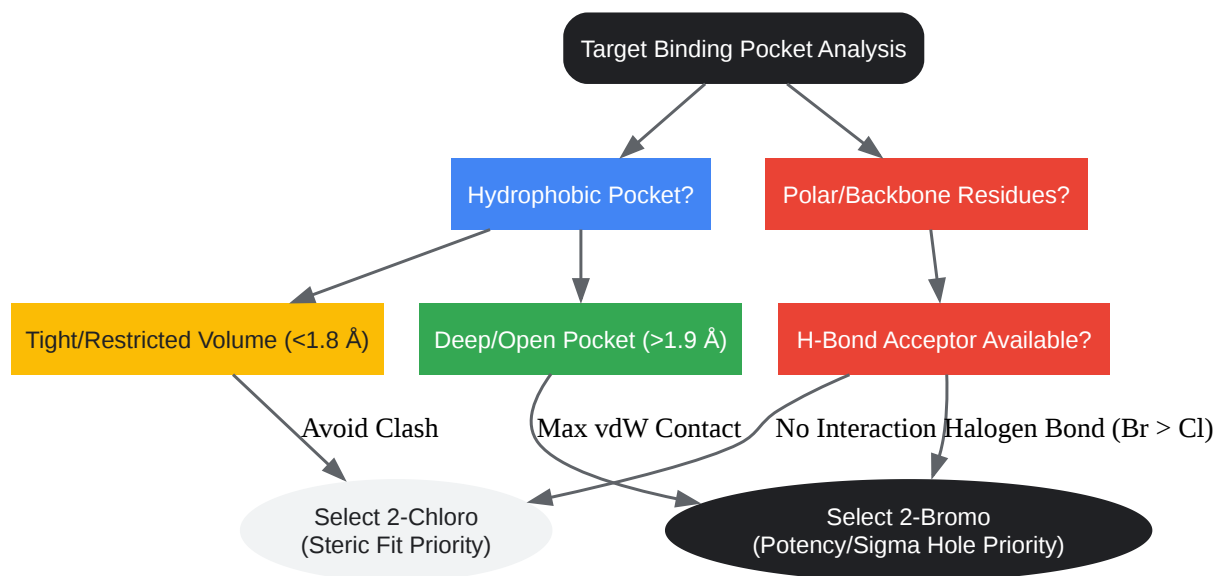 Target Binding Pocket Analysis
Hydrophobic Pocket?
Polar/Backbone Residues?
Tight/Restricted Volume (<1.8 Å)
Deep/Open Pocket (>1.9 Å)
H-Bond Acceptor Available?
Avoid Clash
Max vdW Contact
No Interaction
Halogen Bond (Br > Cl)
Select 2-Chloro
(Steric Fit Priority)
Select 2-Bromo
(Potency/Sigma Hole Priority)